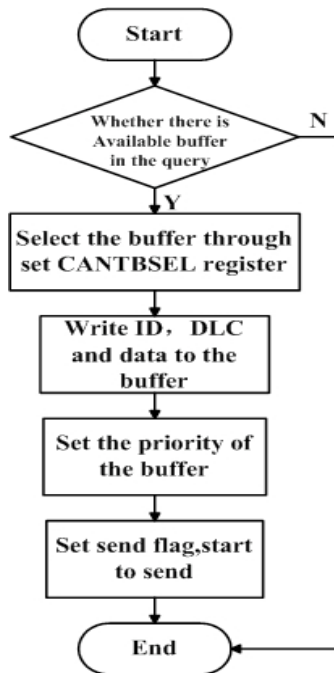 Start
Whether there is
Available buffer
in the query
N
Y
Select the buffer through
set CANTBSEL register
Write ID，DLC
and data to the
buffer
Set the priority of
the buffer
Set send flag,start
to send
End